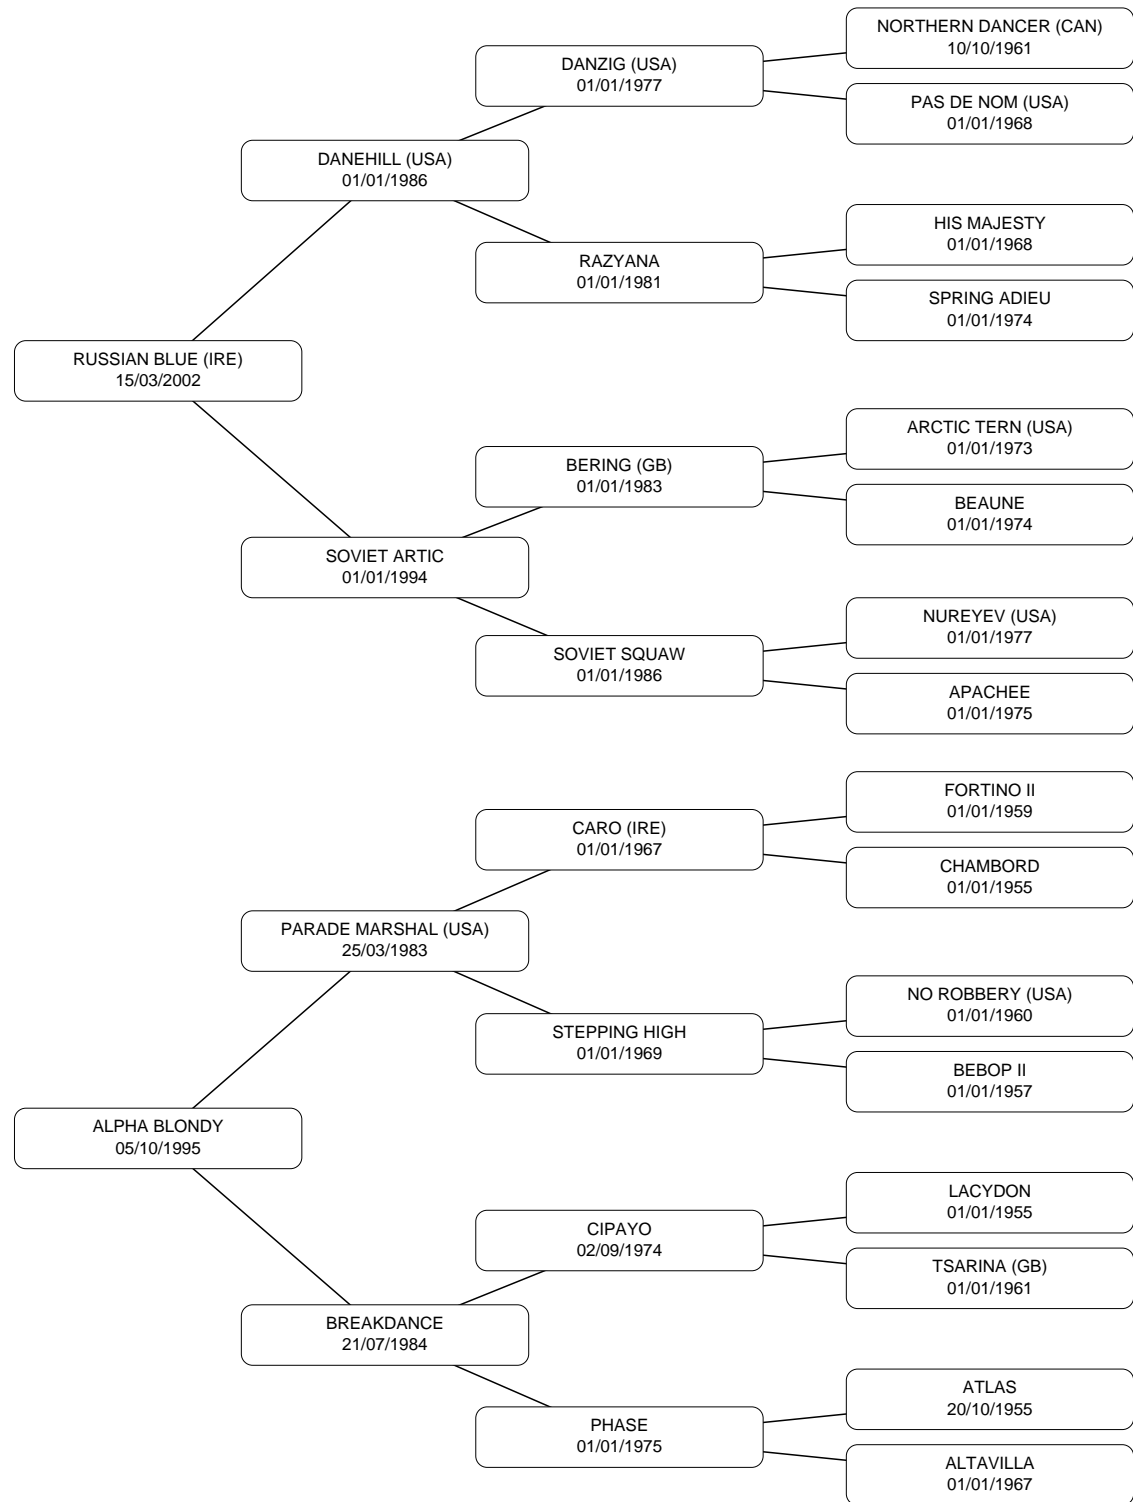 NORTHERN DANCER (CAN)
10/10/1961
DANZIG (USA)
01/01/1977
PAS DE NOM (USA)
01/01/1968
DANEHILL (USA)
01/01/1986
HIS MAJESTY
01/01/1968
RAZYANA
01/01/1981
SPRING ADIEU
01/01/1974
RUSSIAN BLUE (IRE)
15/03/2002
ARCTIC TERN (USA)
01/01/1973
BERING (GB)
01/01/1983
BEAUNE
01/01/1974
SOVIET ARTIC
01/01/1994
NUREYEV (USA)
01/01/1977
SOVIET SQUAW
01/01/1986
APACHEE
01/01/1975
FORTINO II
01/01/1959
CARO (IRE)
01/01/1967
CHAMBORD
01/01/1955
PARADE MARSHAL (USA)
25/03/1983
NO ROBBERY (USA)
01/01/1960
STEPPING HIGH
01/01/1969
BEBOP II
01/01/1957
ALPHA BLONDY
05/10/1995
LACYDON
01/01/1955
CIPAYO
02/09/1974
TSARINA (GB)
01/01/1961
BREAKDANCE
21/07/1984
ATLAS
20/10/1955
PHASE
01/01/1975
ALTAVILLA
01/01/1967